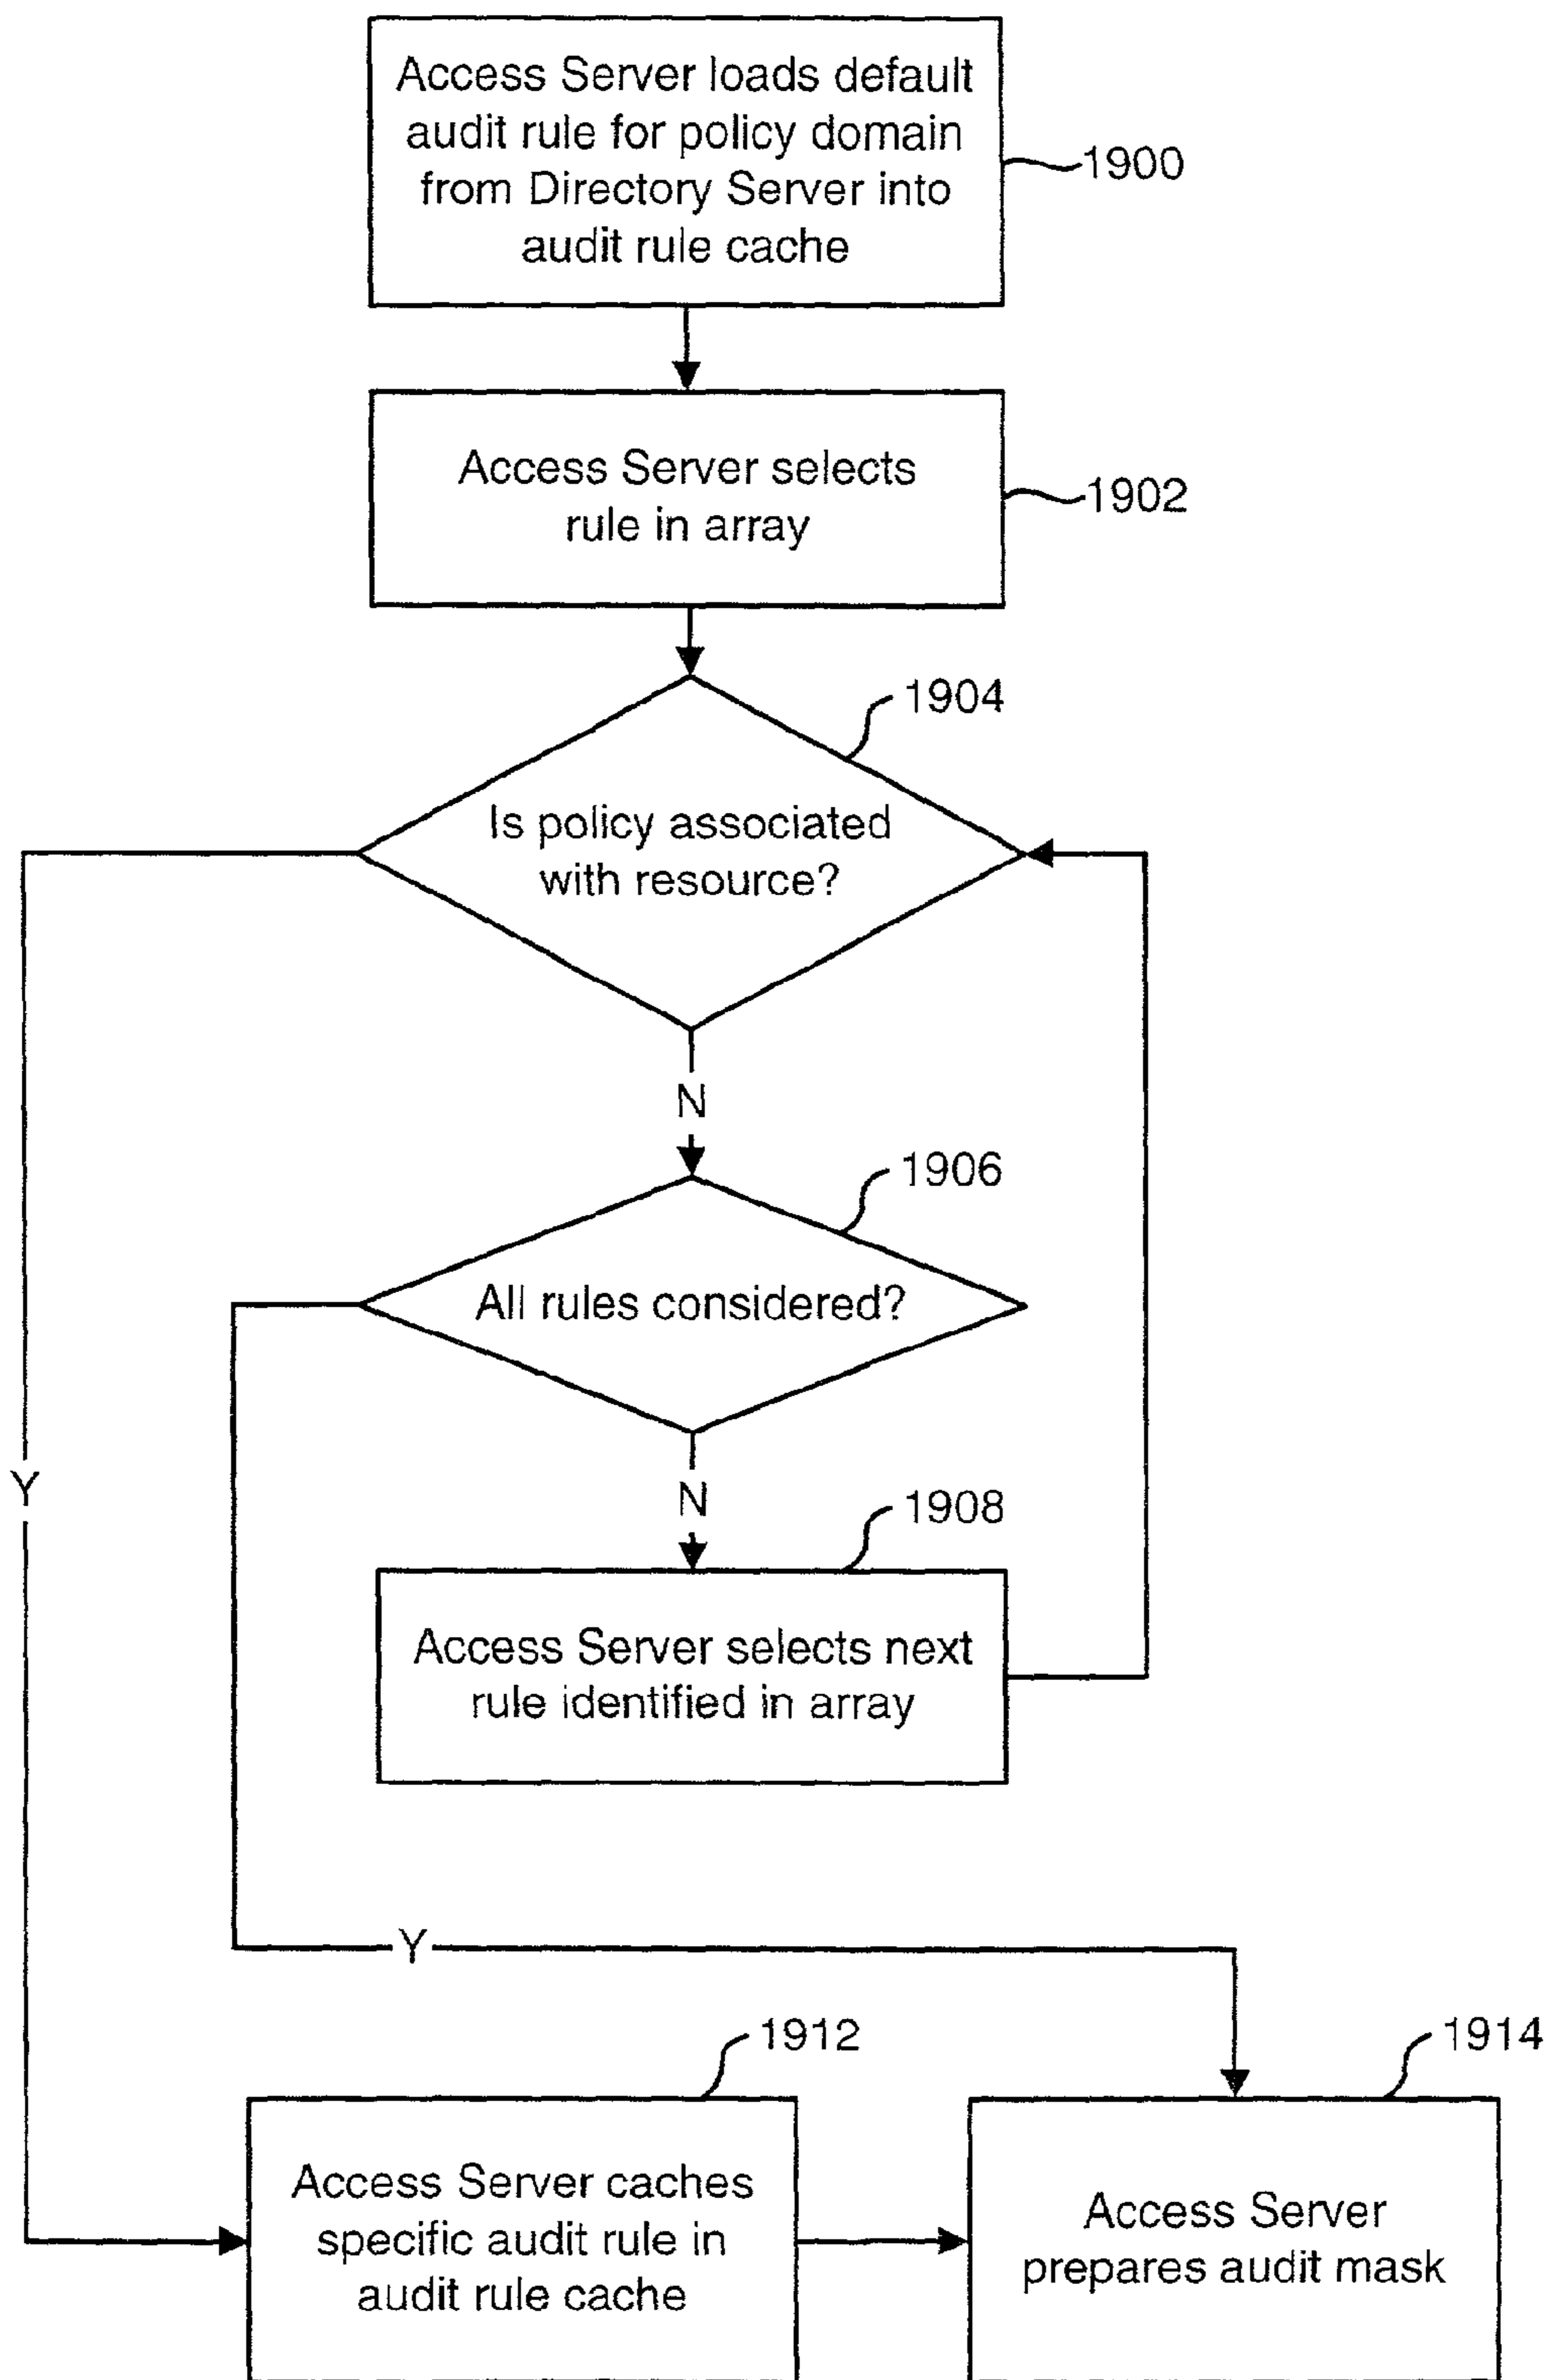 Access Server loads default
audit rule for policy domain
from Directory Server into
audit rule cache
1900
Access Server selects
rule in array
1902
1904
Is policy associated
with resource?
N
1906
All rules considered?
Y
N
1908
Access Server selects next
rule identified in array
Y
1912
1914
Access Server caches
specific audit rule in
audit rule cache
Access Server
prepares audit mask